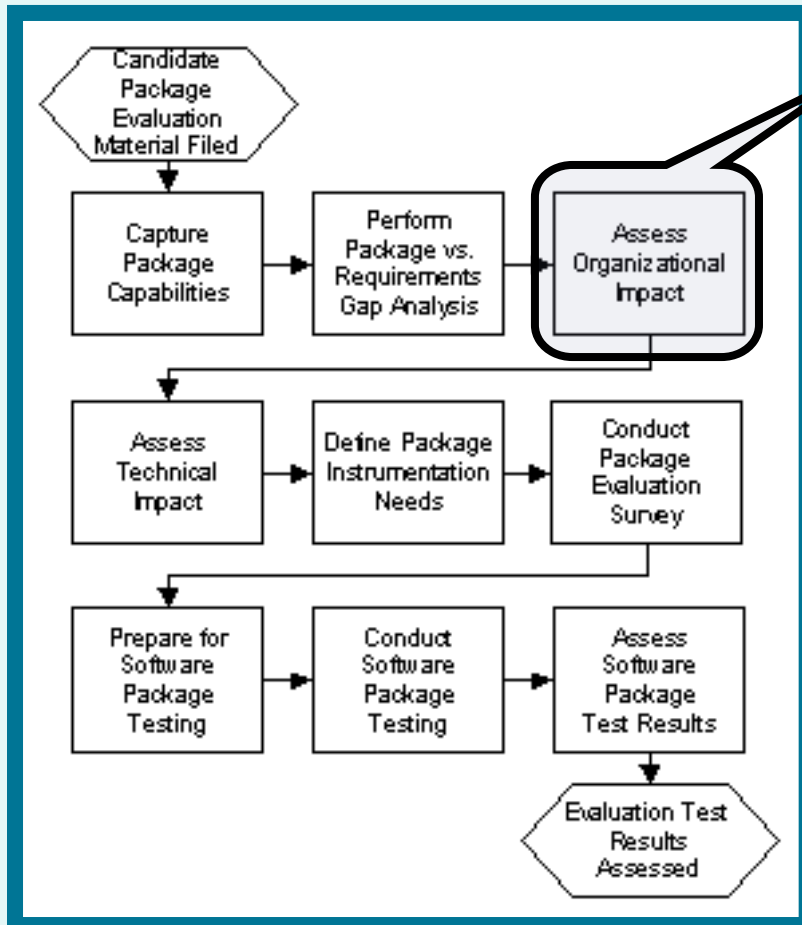 Candidate
Package
Evaluation
Material Filed
Capture
Package
Capabilities
Perform
Package vs.
Requirements
Gap Analysis
Assess
Organizational
Impact
Assess
Technical
Impact
Define Package
Instrumentation
Needs
Conduct
Package
Evaluation
Survey
Prepare for
Software
Package
Testing
Conduct
Software
Package
Testing
Assess
Software
Package
Test Results
Evaluation Test
Results
Assessed